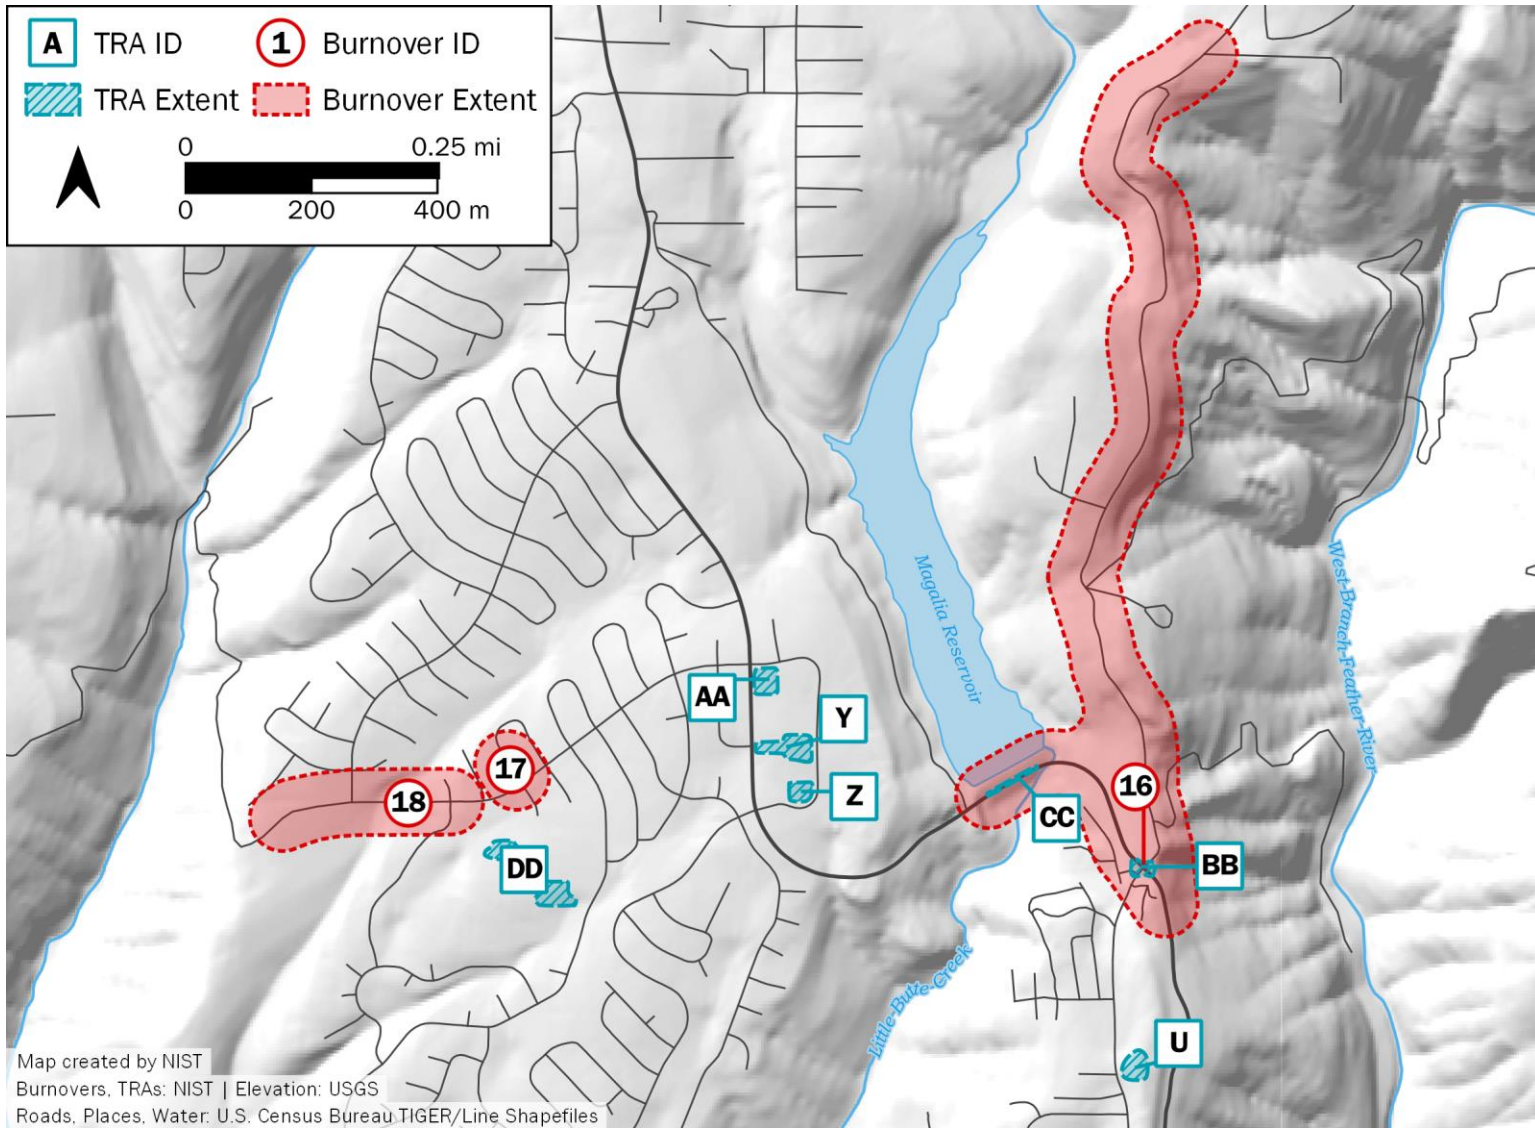 A TRA ID 1 Burnover ID
TRA Extent Burnover Extent
0 0.25 mi
0 200 400 m
Magalia Reservoir
West-Branch-Feather-River
AA
Y
17
16
Z
18
CC
DD
BB
Little-Butte-Creek
U
Map created by NIST
Burnovers, TRAs: NIST | Elevation: USGS
Roads, Places, Water: U.S. Census Bureau TIGER/Line Shapefiles